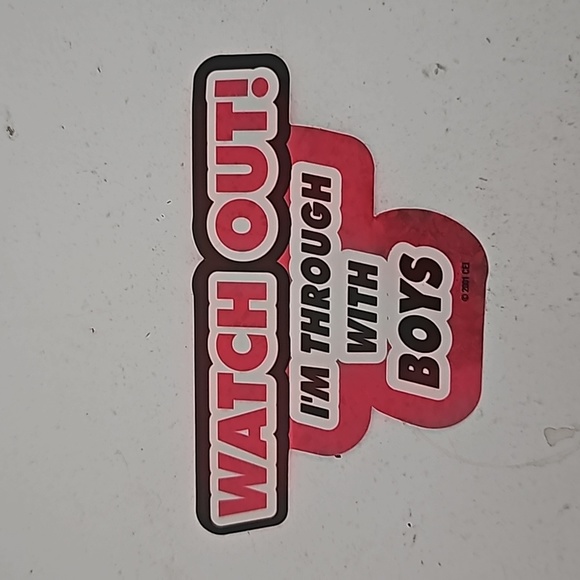 WATCH OUT!
I'M THROUGH
WITH
BOYS
© 2001 CEI